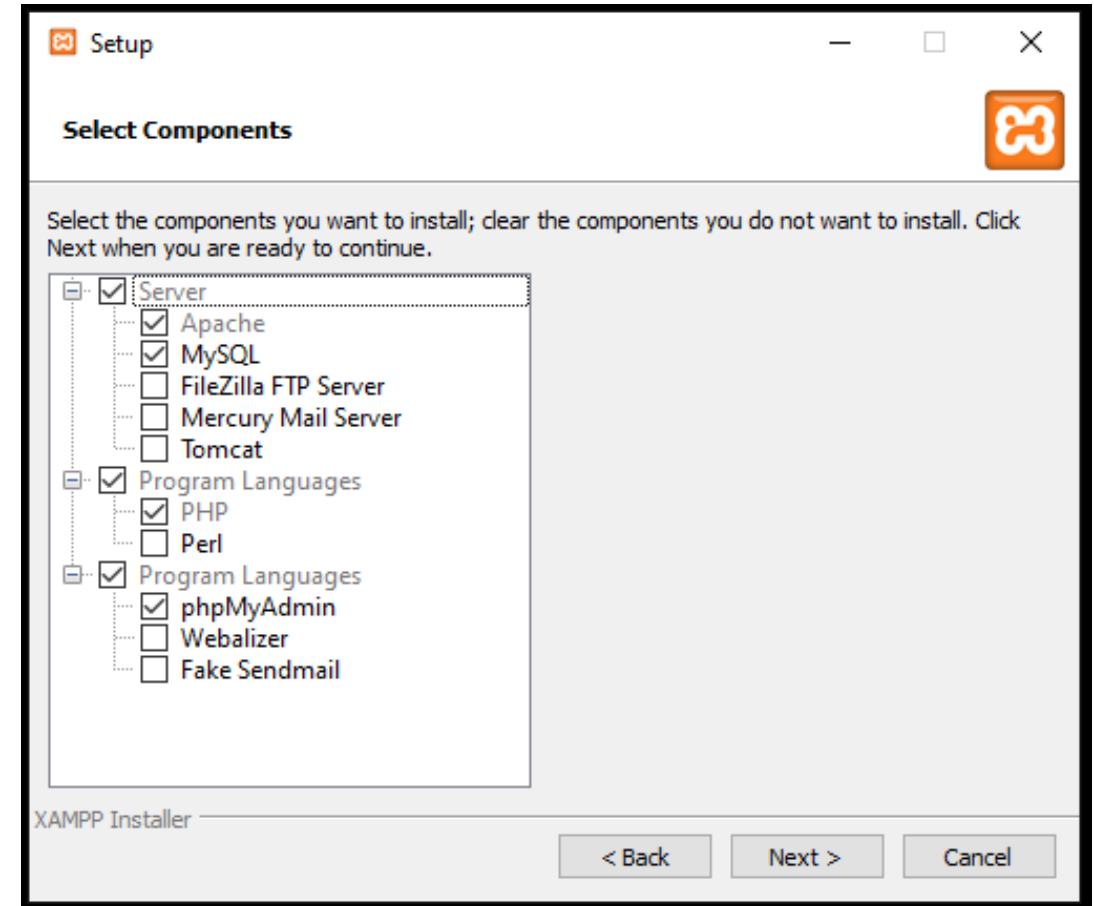 Setup
Select Components
Select the components you want to install; clear the components you do not want to install. Click
Next when you are ready to continue.
Server
Apache
MySQL
FileZilla FTP Server
Mercury Mail Server
Tomcat
Program Languages
PHP
Perl
Program Languages
phpMyAdmin
Webalizer
Fake Sendmail
XAMPP Installer
< Back
Next >
Cancel